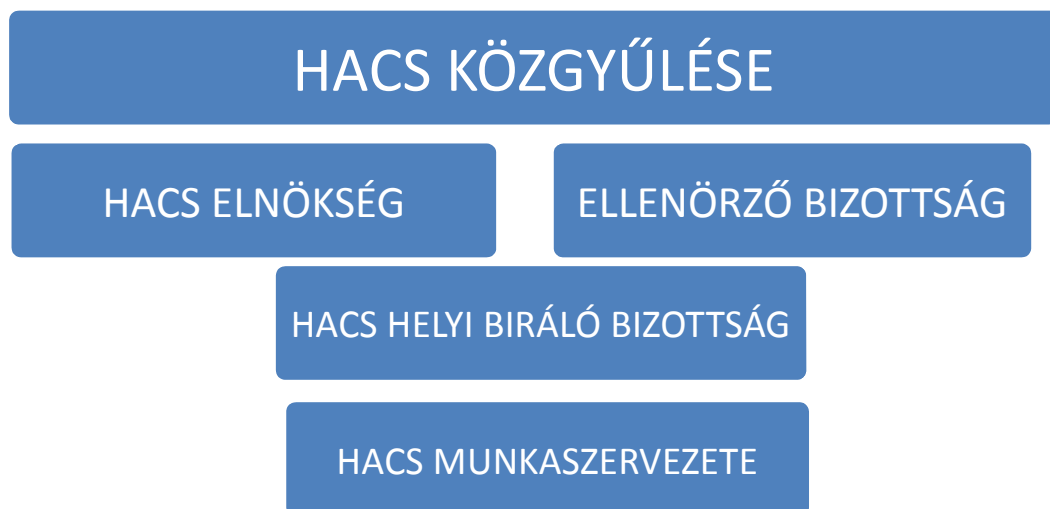 HACS KÖZGYŰLÉSE
HACS ELNÖKSÉG
ELLENÖRZŐ BIZOTTSÁG
HACS HELYI BIRÁLÓ BIZOTTSÁG
HACS MUNKASZERVEZETE